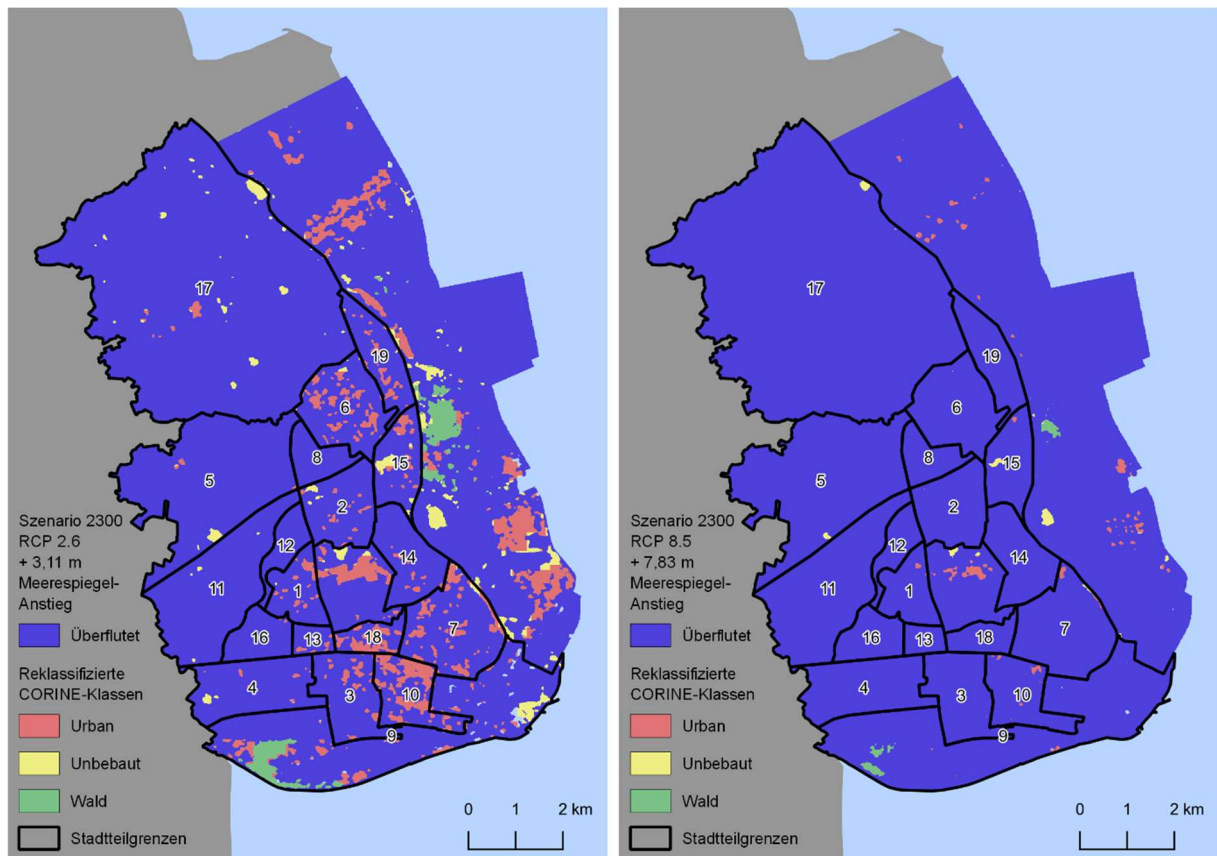 17
19
6
8
15
5
2
12
14
11
1
16
13
18
7
4
3
10
9
Szenario 2300
RCP 2.6
+ 3,11 m
Meerespiegel-
Anstieg
Überflutet
Reklassifizierte
CORINE-Klassen
Urban
Unbebaut
Wald
Stadtteilgrenzen
0 1 2 km
17
19
6
8
15
5
2
12
14
11
1
16
13
18
7
4
3
10
9
Szenario 2300
RCP 8.5
+ 7,83 m
Meerespiegel-
Anstieg
Überflutet
Reklassifizierte
CORINE-Klassen
Urban
Unbebaut
Wald
Stadtteilgrenzen
0 1 2 km